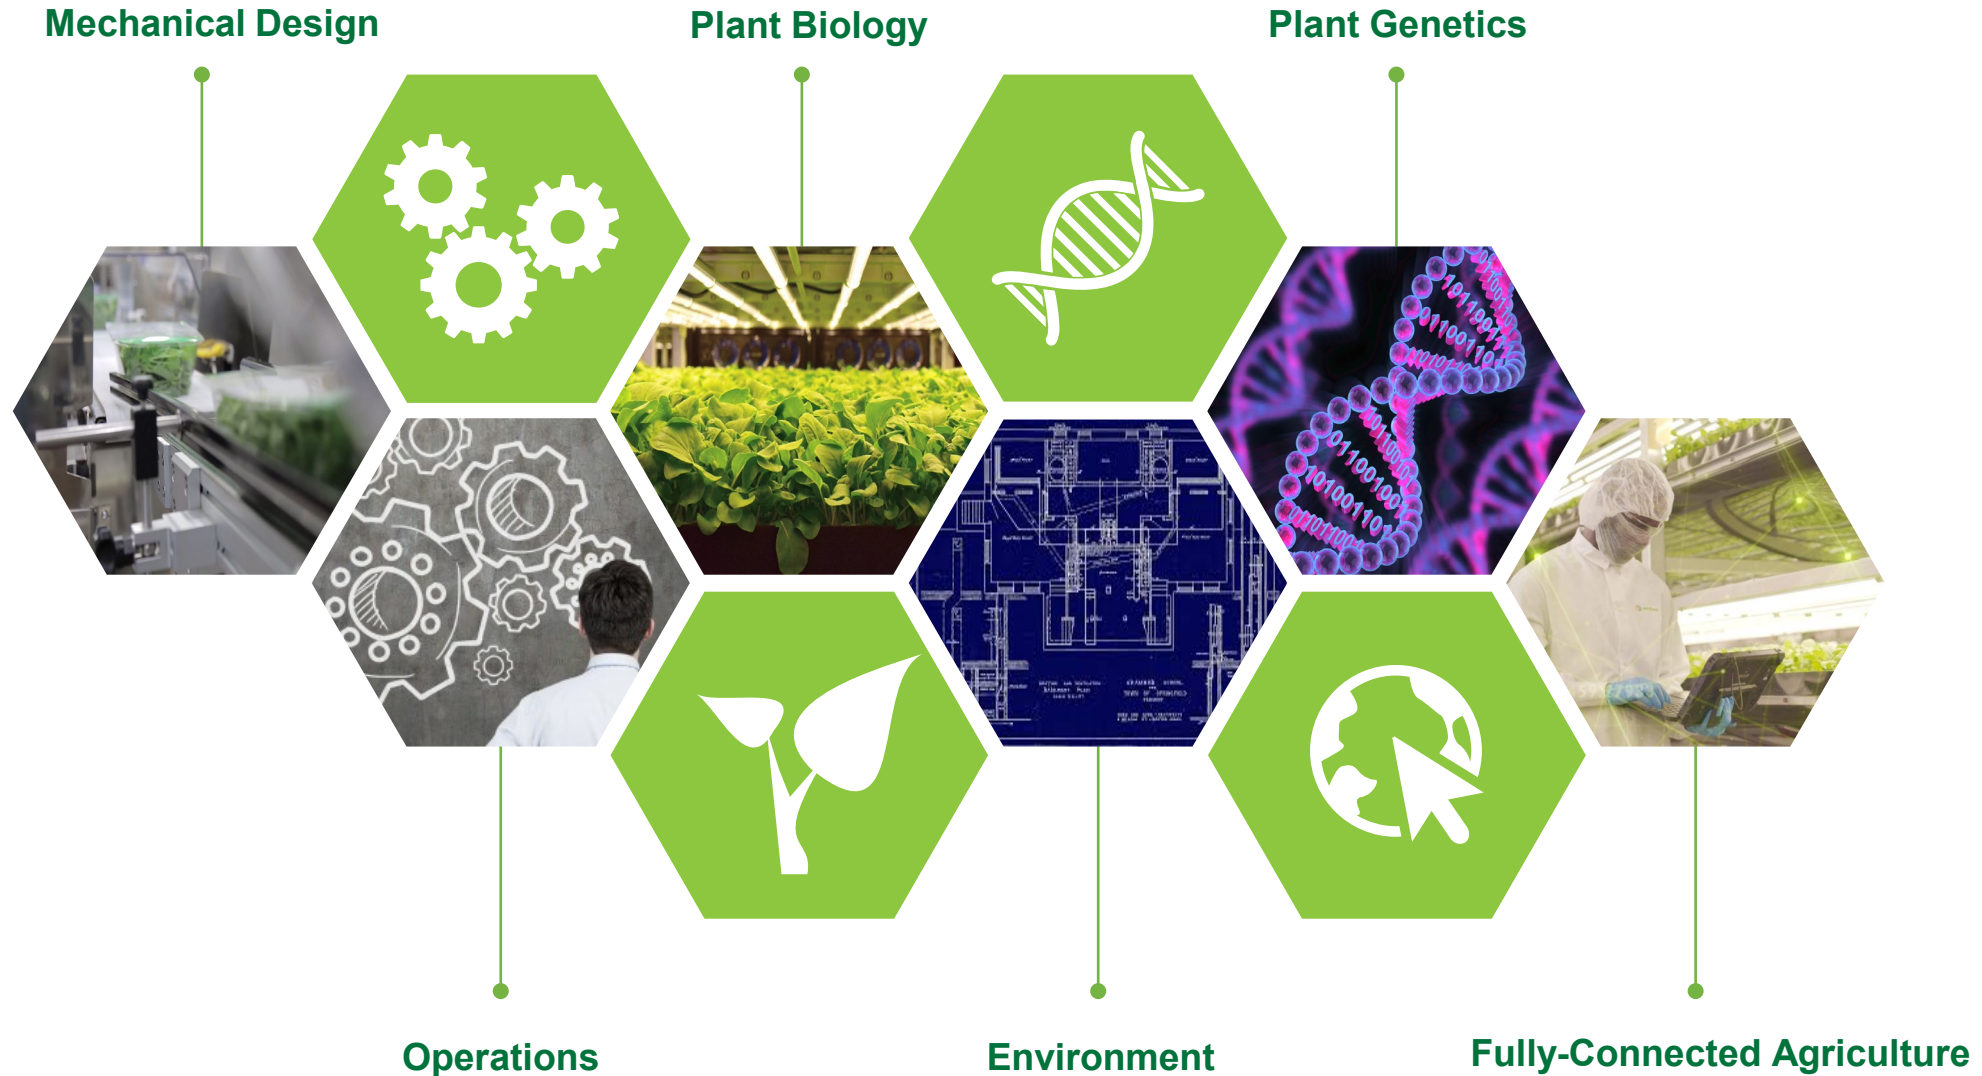 Mechanical Design
Plant Biology
Plant Genetics
Operations
Environment
Fully-Connected Agriculture